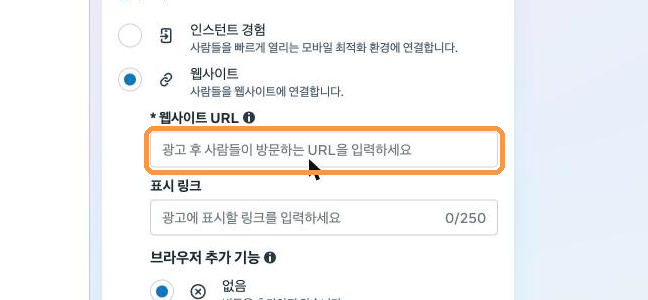 인스턴트 경험
사람들을 빠르게 열리는 모바일 최적화 환경에 연결합니다.
웹사이트
사람들을 웹사이트에 연결합니다.
* 웹사이트 URL
광고 후 사람들이 방문하는 URL을 입력하세요
표시 링크
광고에 표시할 링크를 입력하세요 0/250
브라우저 추가 기능
없음